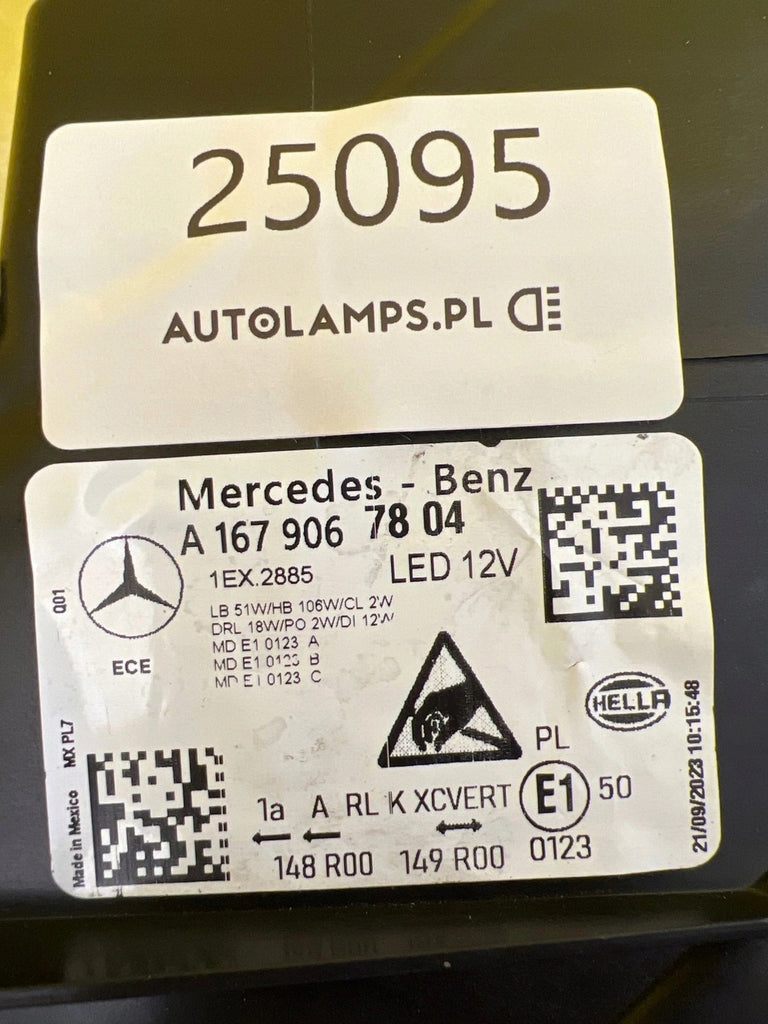 25095
AUTOLAMPS.PL
Mercedes - Benz
A 167 906 78 04
1EX.2885 LED 12V
LB 51W/HB 106W/CL 2W
DRL 18W/PO 2W/DI 12W
MD E1 0123 A
MD E1 0123 B
MD E1 0123 C
ECE
Q01
HELLA
PL
1a A RL K XCVERT E1 50
148 R00 149 R00 0123
Made in Mexico MX PL7
21/09/2023 10:15:48